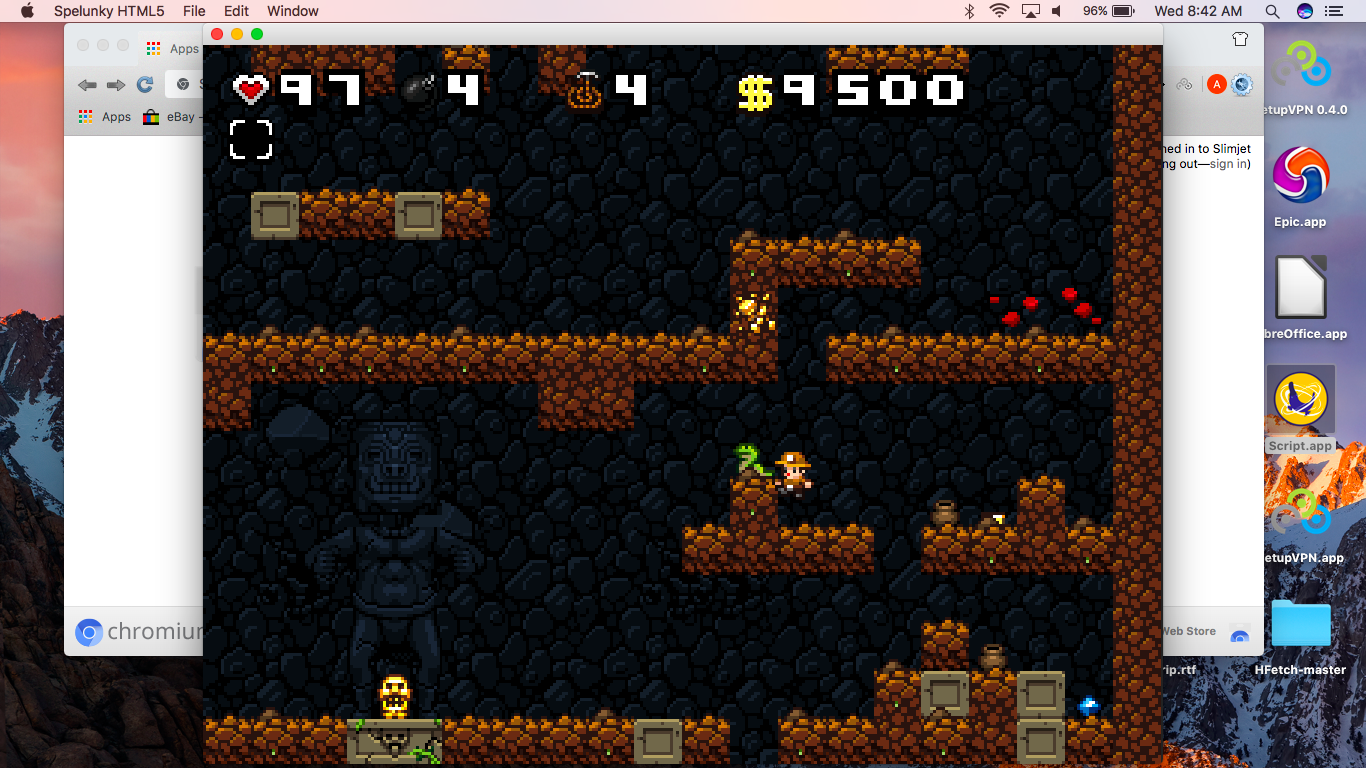 Spelunky HTML5 File Edit Window 96% Wed 8:42 AM
Apps
Apps eBay -
97 4 4 $9500
A
ned in to Slimjet
ng out—sign in)
etupVPN 0.4.0
Epic.app
breOffice.app
Script.app
etupVPN.app
chromiu
Web Store
rip.rtf
HFetch-master